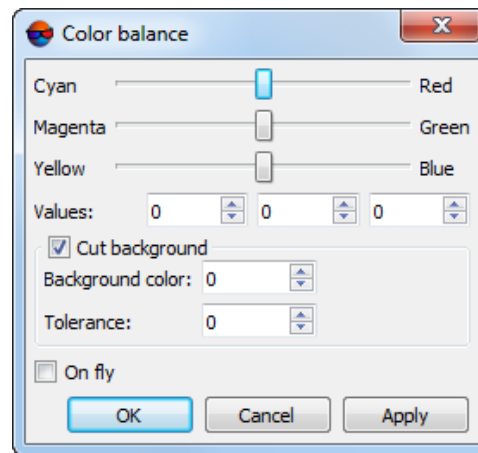 Color balance
Cyan Red
Magenta Green
Yellow Blue
Values: 0 0 0
Cut background
Background color: 0
Tolerance: 0
On fly
OK Cancel Apply